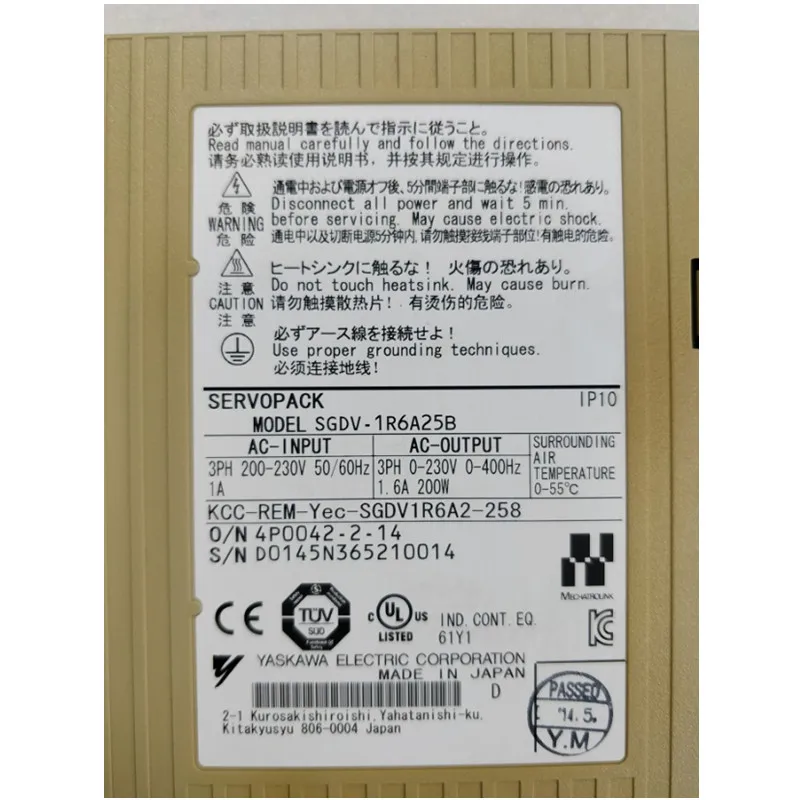 必ず取扱説明書を読んで指示に従うこと。
Read manual carefully and follow the directions.
请务必熟读使用说明书, 并按其规定进行操作。
危険
WARNING
危险
通電中および電源オフ後、5分間端子部に触るな!感電の恐れあり。
Disconnect all power and wait 5 min.
before servicing. May cause electric shock.
通电中以及切断电源5分钟内, 请勿触摸接线端子部位!有触电的危险。
注意
CAUTION
注意
ヒートシンクに触るな! 火傷の恐れあり。
Do not touch heatsink. May cause burn.
请勿触摸散热片! 有烫伤的危险。
必ずアース線を接続せよ!
Use proper grounding techniques.
必须连接地线!
SERVOPACK IP10
MODEL SGDV-1R6A25B
AC-INPUT
3PH 200-230V 50/60Hz
1A
AC-OUTPUT
3PH 0-230V 0-400Hz
1.6A 200W
SURROUNDING
AIR
TEMPERATURE
0-55℃
KCC-REM-Yec-SGDV1R6A2-258
O/N 4P0042-2-14
S/N D0145N365210014
MECHATROLINK
CE
TÜV
SÜD
C UL US
LISTED
IND. CONT. EQ.
61Y1
YASKAWA ELECTRIC CORPORATION
MADE IN JAPAN
D
2-1 Kurosakishiroishi, Yahatanishi-ku,
Kitakyusyu 806-0004 Japan
PASSED
'14.5.
Y.M